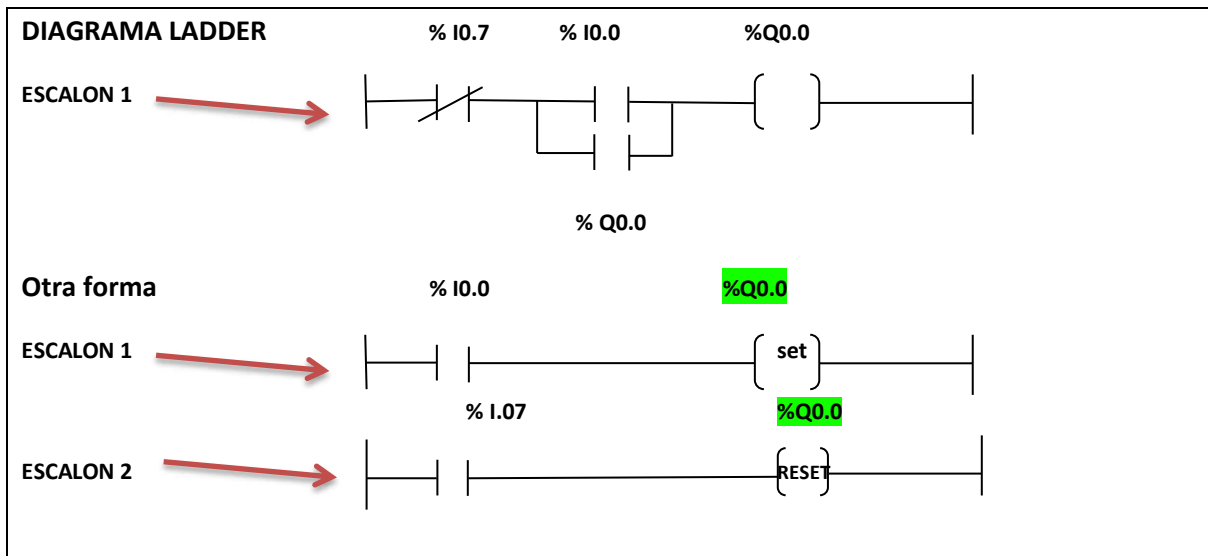 DIAGRAMA LADDER % I0.7 % I0.0 %Q0.0
ESCALON 1
% Q0.0
Otra forma % I0.0 %Q0.0
ESCALON 1 set
% I.07 %Q0.0
ESCALON 2 RESET